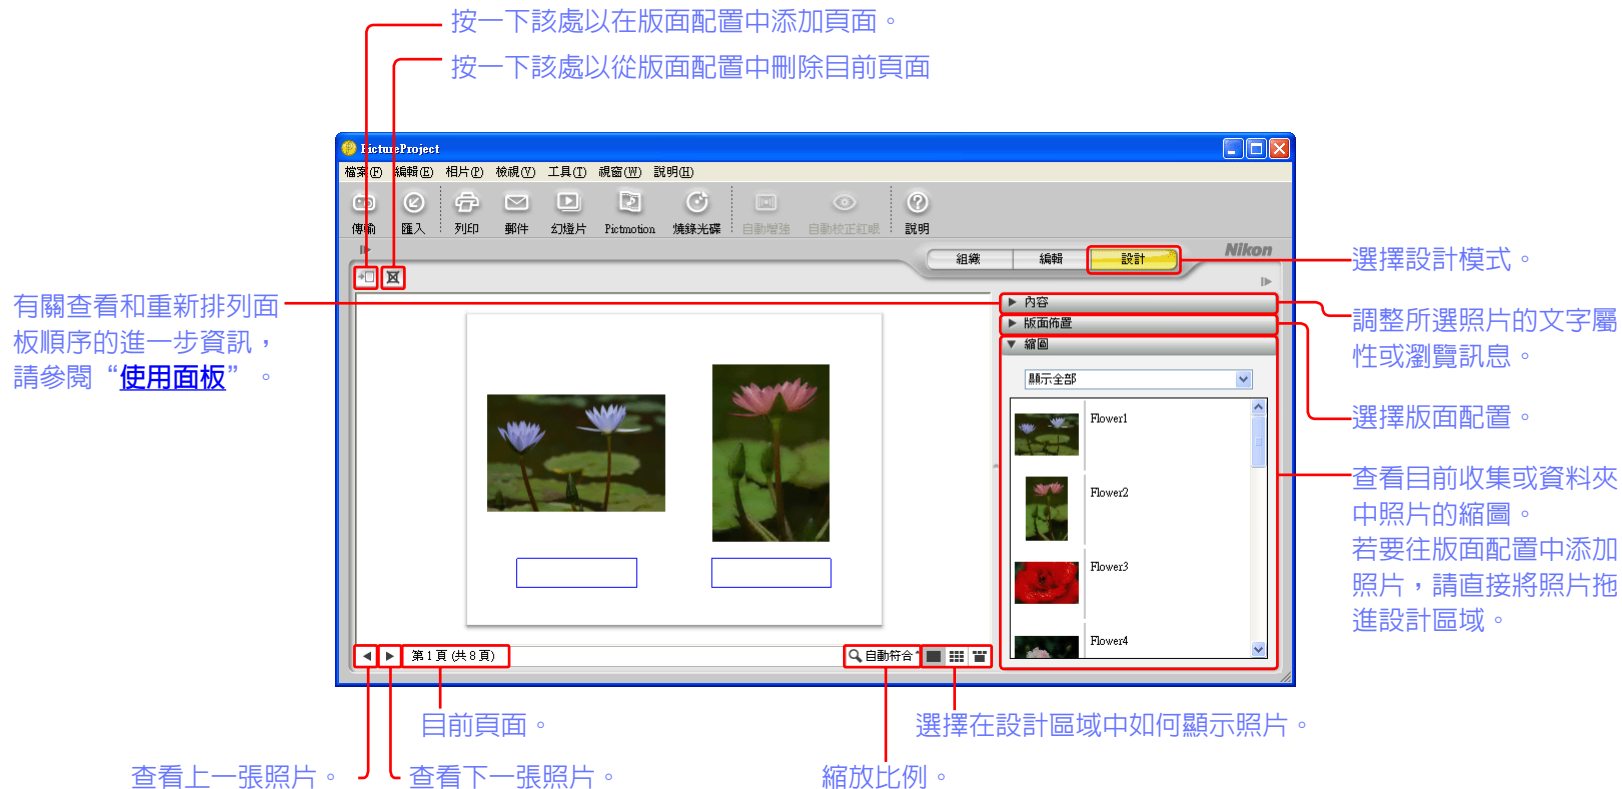 按一下該處以在版面配置中添加頁面。
按一下該處以從版面配置中刪除目前頁面
PictureProject
檔案(F) 編輯(E) 相片(P) 檢視(V) 工具(T) 視窗(W) 說明(H)
傳輸 匯入 列印 郵件 幻燈片 Pictmotion 燒錄光碟 自動增強 自動校正紅眼 說明
組織 編輯 設計 Nikon
選擇設計模式。
有關查看和重新排列面
板順序的進一步資訊，
請參閱“使用面板”。
內容
版面佈置
縮圖
顯示全部
Flower1
Flower2
Flower3
Flower4
調整所選照片的文字屬
性或瀏覽訊息。
選擇版面配置。
查看目前收集或資料夾
中照片的縮圖。
若要往版面配置中添加
照片，請直接將照片拖
進設計區域。
第 1 頁 (共 8 頁) 自動符合
目前頁面。
選擇在設計區域中如何顯示照片。
查看上一張照片。
查看下一張照片。
縮放比例。